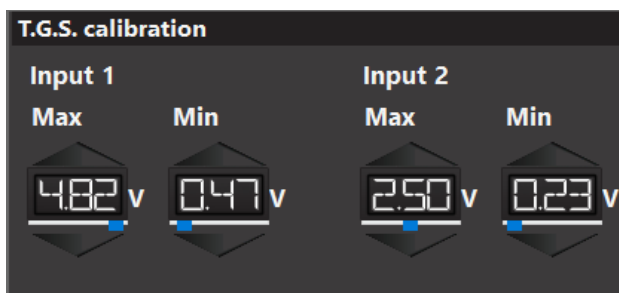 T.G.S. calibration
Input 1 Input 2
Max Min Max Min
4.82 V 0.47 V 2.50 V 0.23 V